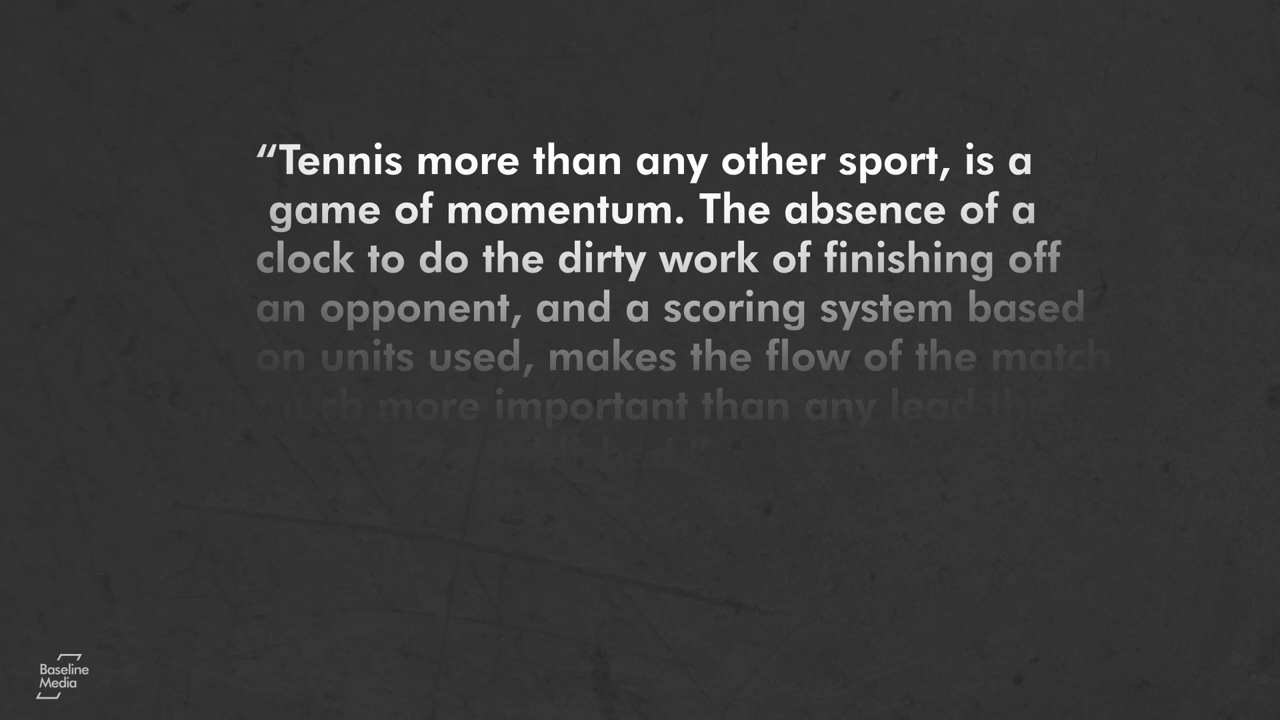 “Tennis more than any other sport, is a
game of momentum. The absence of a
clock to do the dirty work of finishing off
an opponent, and a scoring system based
on units used, makes the flow of the match
much more important than any lead
Baseline
Media